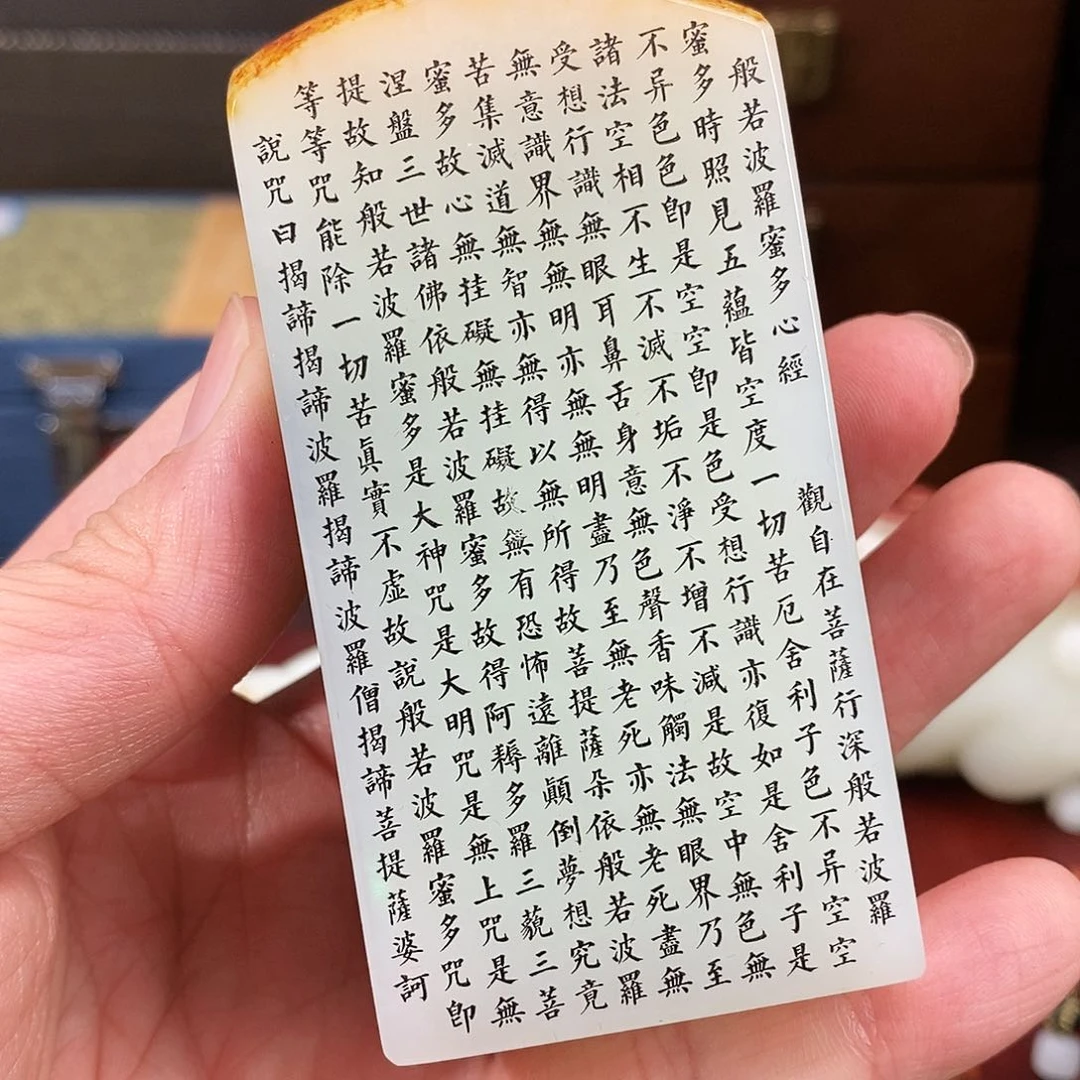 般若波羅蜜多心經 觀自在菩薩行深般若波羅
蜜多時照見五蘊皆空度一切苦厄舍利子色不异空空
不异色色即是空空即是色受想行識亦復如是舍利子是
諸法空相不生不滅不垢不淨不增不減是故空中無色無
受想行識無眼耳鼻舌身意無色聲香味觸法無眼界乃至
無意識界無無明亦無無明盡乃至無老死亦無老死盡無
苦集滅道無智亦無得以無所得故菩提薩朵依般若波羅
蜜多故心無挂礙無挂礙故無有恐怖遠離顛倒夢想究竟
涅盤三世諸佛依般若波羅蜜多故得阿耨多羅三藐三菩
提故知般若波羅蜜多是大神咒是大明咒是無上咒是無
等等咒能除一切苦眞實不虛故說般若波羅蜜多咒即
說咒曰揭諦揭諦波羅揭諦波羅僧揭諦菩提薩婆訶